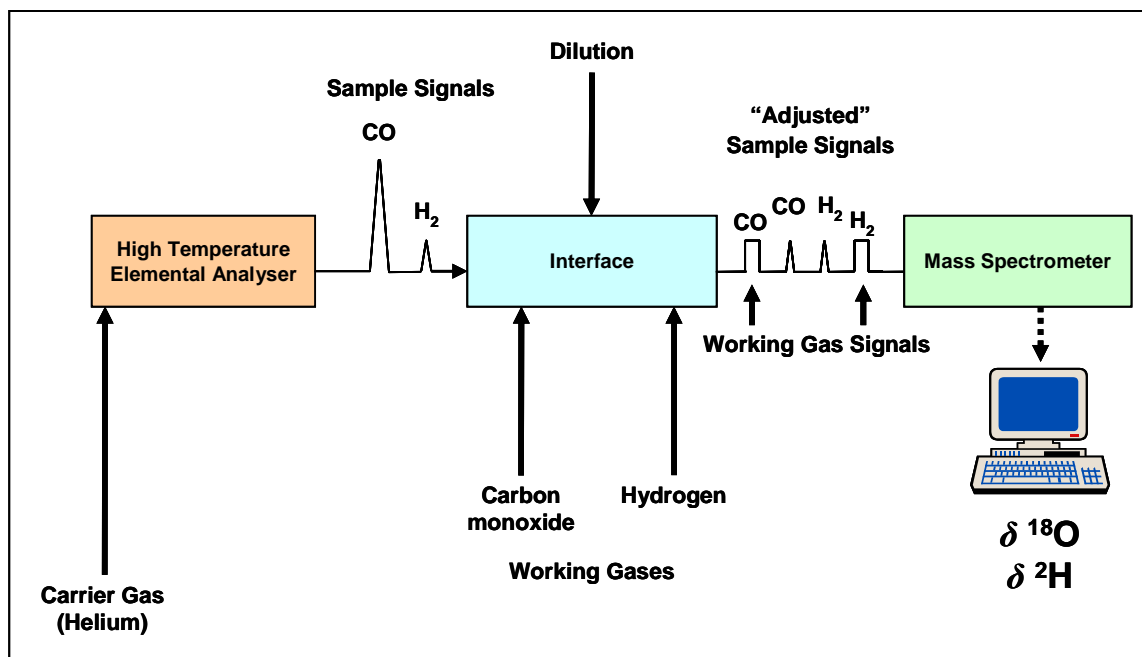 Dilution
Sample Signals
"Adjusted"
Sample Signals
CO
H₂
CO
CO
H₂
H₂
High Temperature
Elemental Analyser
Interface
Mass Spectrometer
Working Gas Signals
Carbon
monoxide
Hydrogen
Working Gases
Carrier Gas
(Helium)
δ ¹⁸O
δ ²H